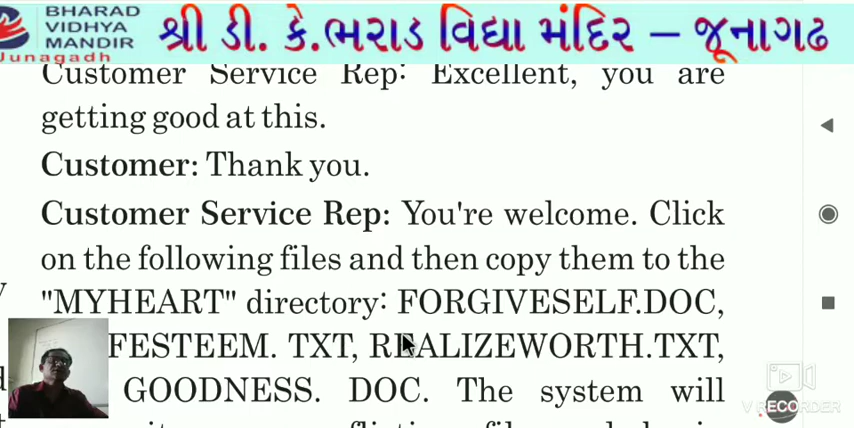 BHARAD
VIDHYA
MANDIR
Junagadh
શ્રી ડી. કે.ભરાડ વિદ્યા મંદિર – જૂનાગઢ
Customer Service Rep: Excellent, you are
getting good at this.
Customer: Thank you.
Customer Service Rep: You're welcome. Click
on the following files and then copy them to the
"MYHEART" directory: FORGIVESELF.DOC,
FESTEEM. TXT, REALIZEWORTH.TXT,
GOODNESS. DOC. The system will
V RECORDER